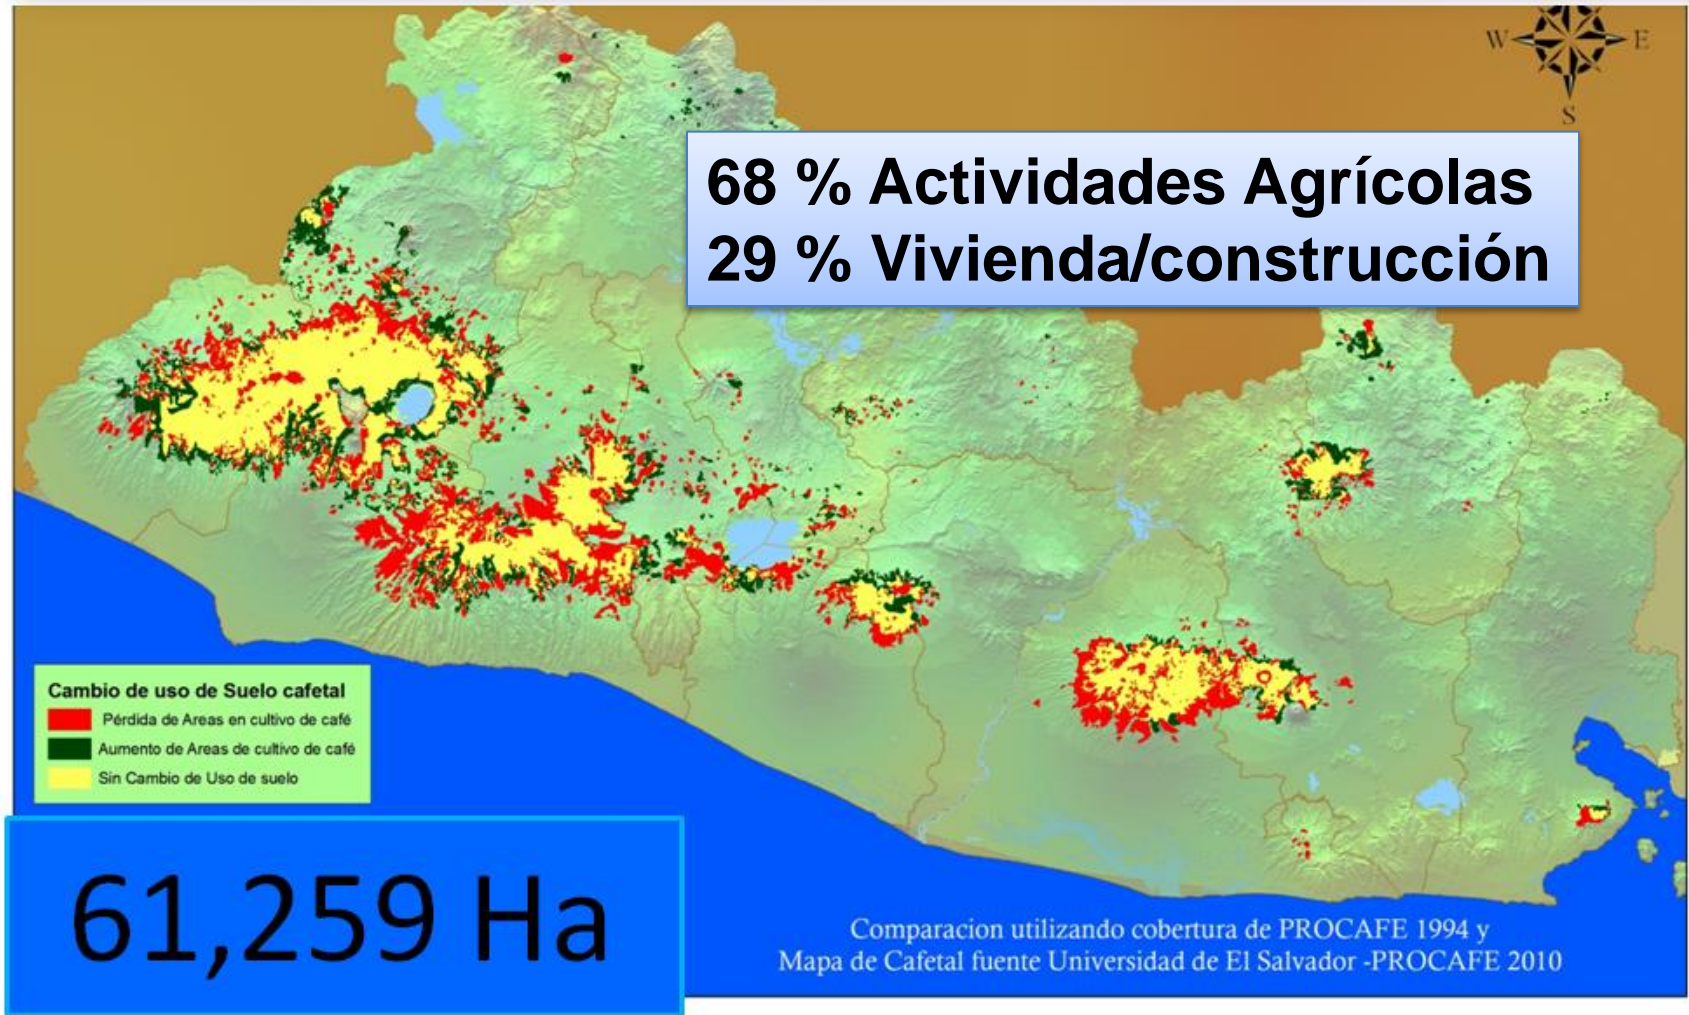 W E
S
68 % Actividades Agrícolas
29 % Vivienda/construcción
Cambio de uso de Suelo cafetal
Pérdida de Areas en cultivo de café
Aumento de Areas de cultivo de café
Sin Cambio de Uso de suelo
61,259 Ha
Comparacion utilizando cobertura de PROCAFE 1994 y
Mapa de Cafetal fuente Universidad de El Salvador -PROCAFE 2010